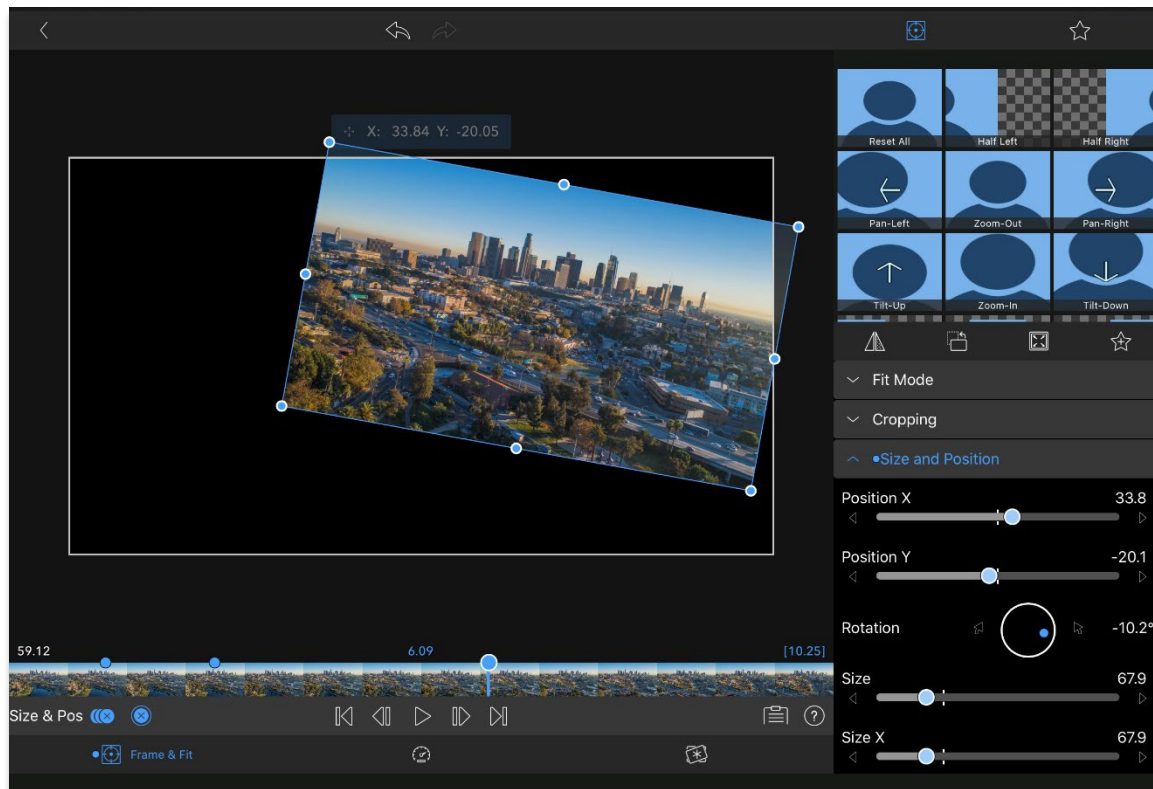 X: 33.84 Y: -20.05
Reset All
Half Left
Half Right
Pan-Left
Zoom-Out
Pan-Right
Tilt-Up
Zoom-In
Tilt-Down
Fit Mode
Cropping
Size and Position
Position X 33.8
Position Y -20.1
Rotation -10.2°
Size 67.9
Size X 67.9
59.12 6.09 [10.25]
Size & Pos
?
Frame & Fit